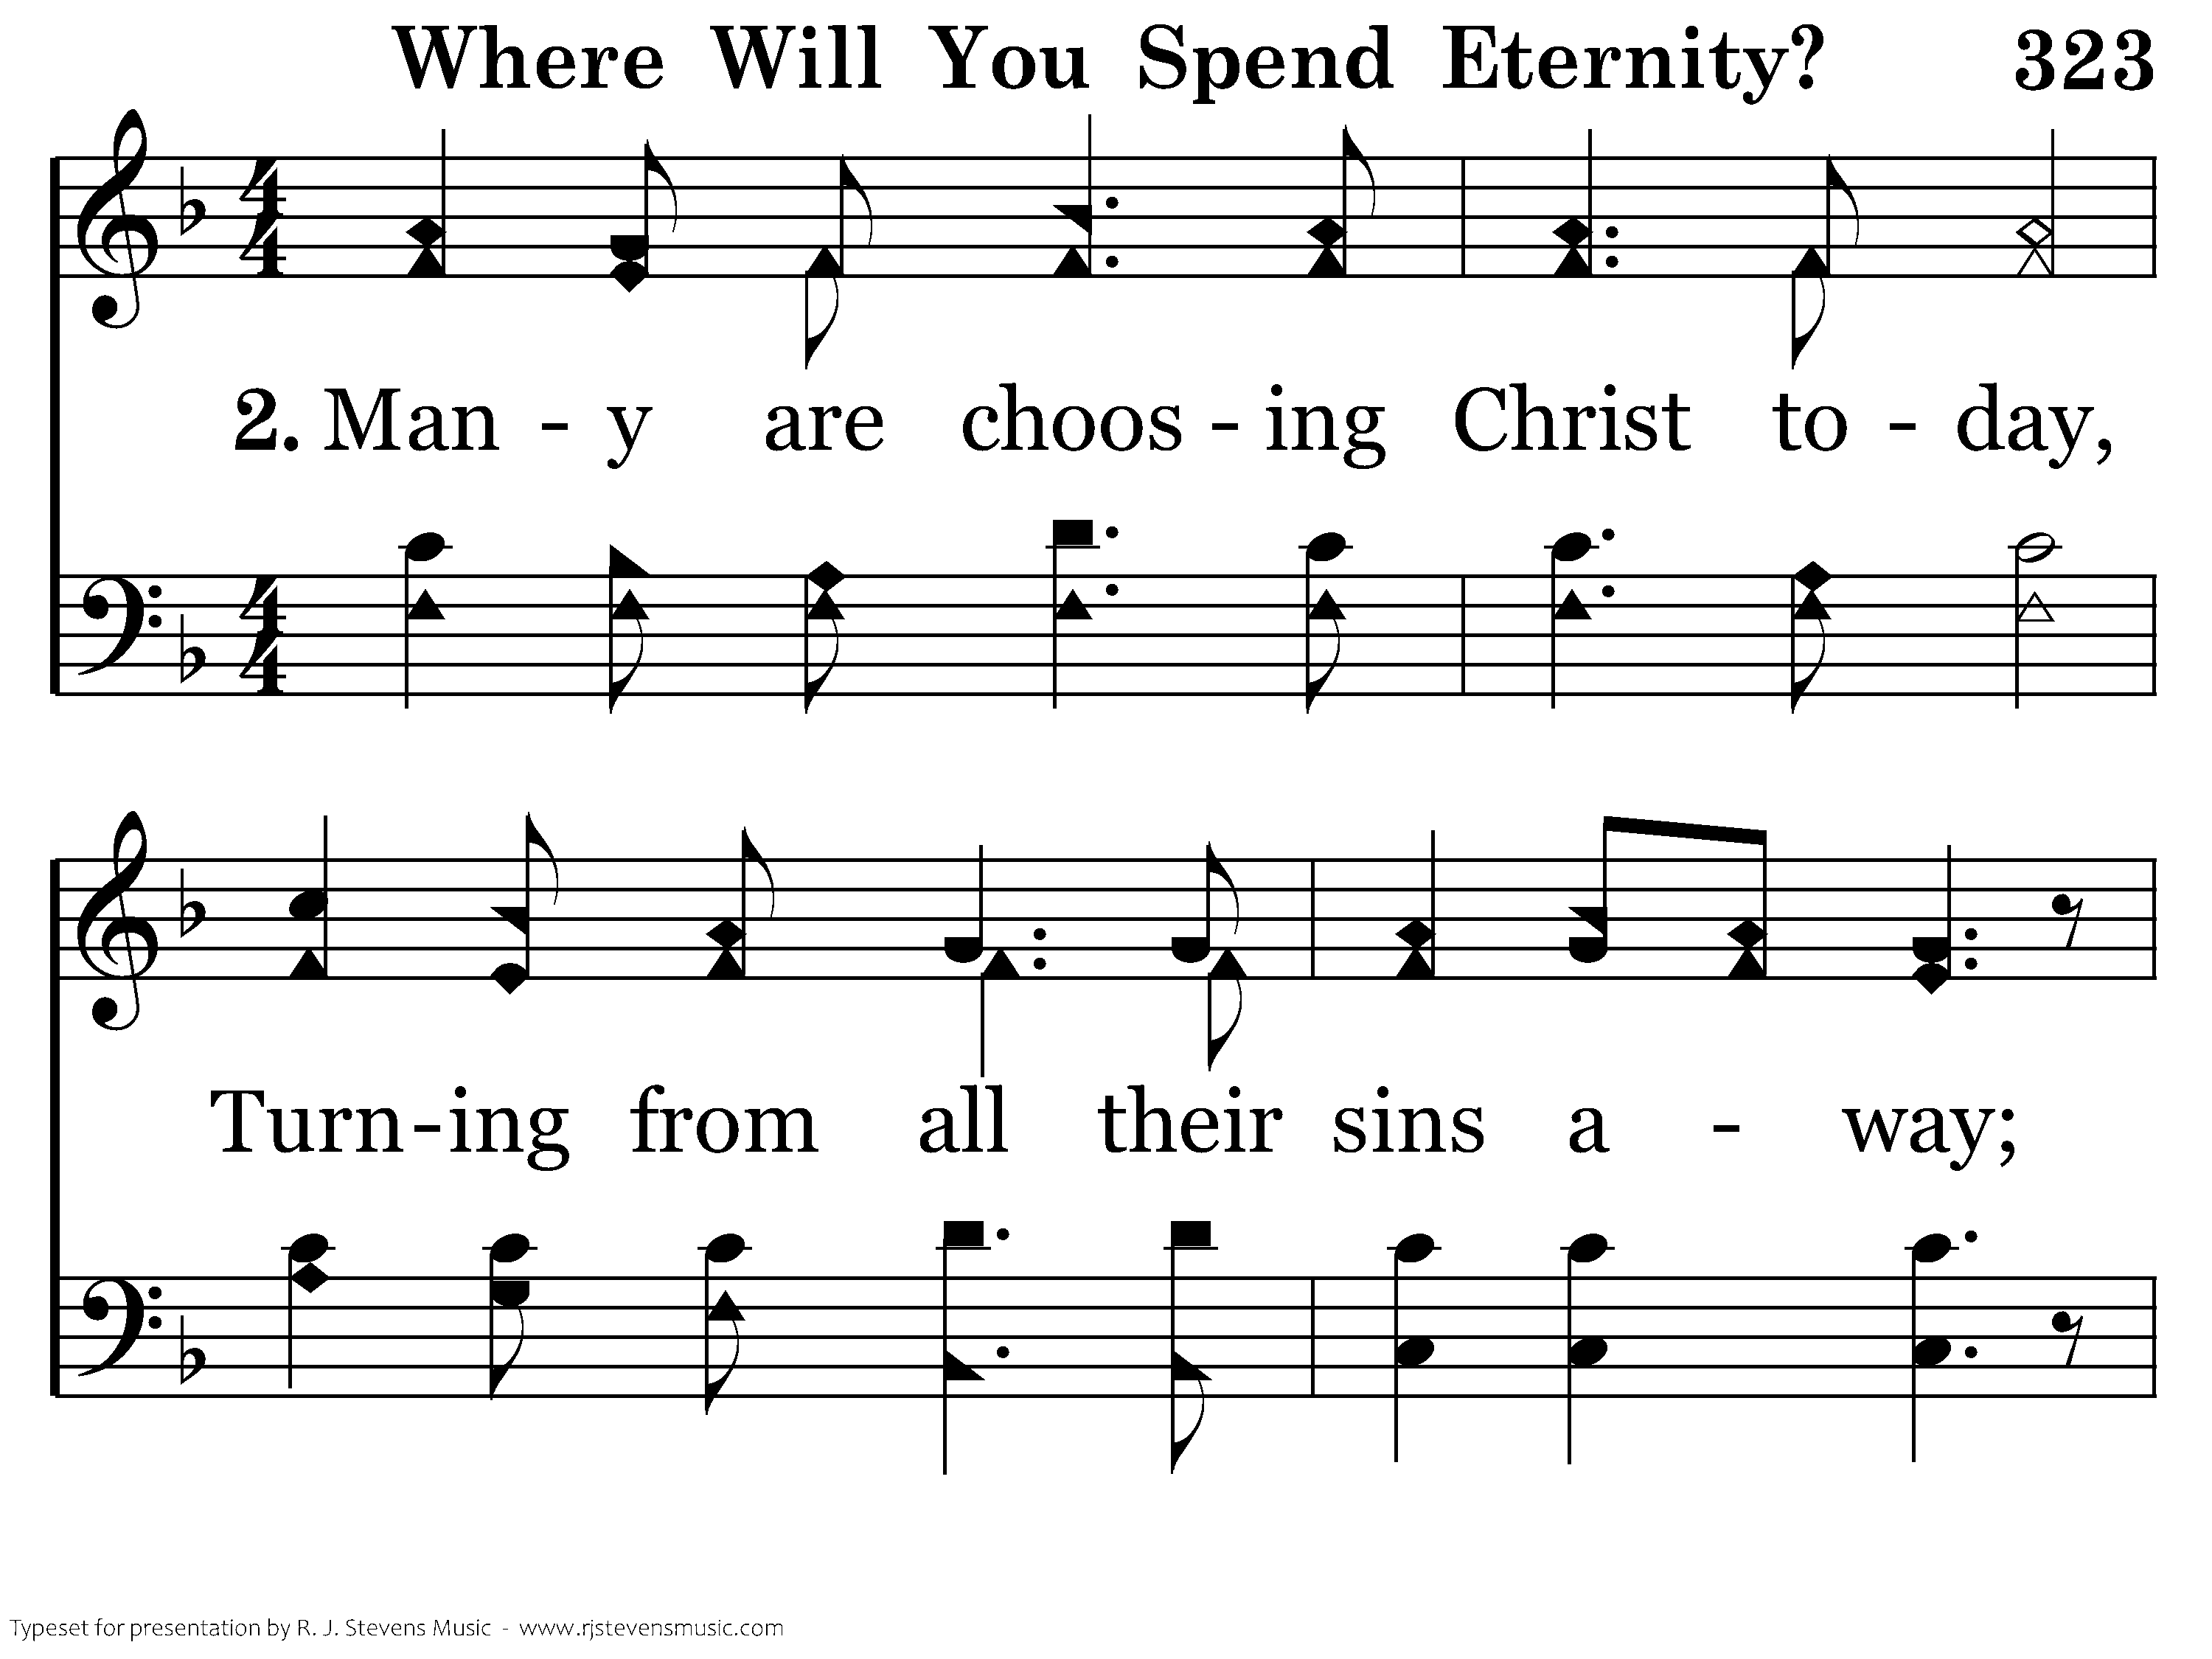 Where Will You Spend Eternity? 323
2. Man - y are choos - ing Christ to - day,
Turn - ing from all their sins a - way;
Typeset for presentation by R. J. Stevens Music - www.rjstevensmusic.com